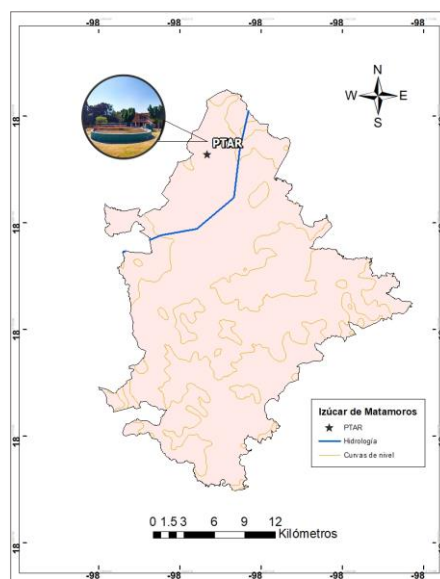 -98 -98 -98 -98
N
W E
S
PTAR
18
18
18
18
18
Izúcar de Matamoros
PTAR
Hidrología
Curvas de nivel
0 1.5 3 6 9 12
Kilómetros
-98 -98 -98 -98